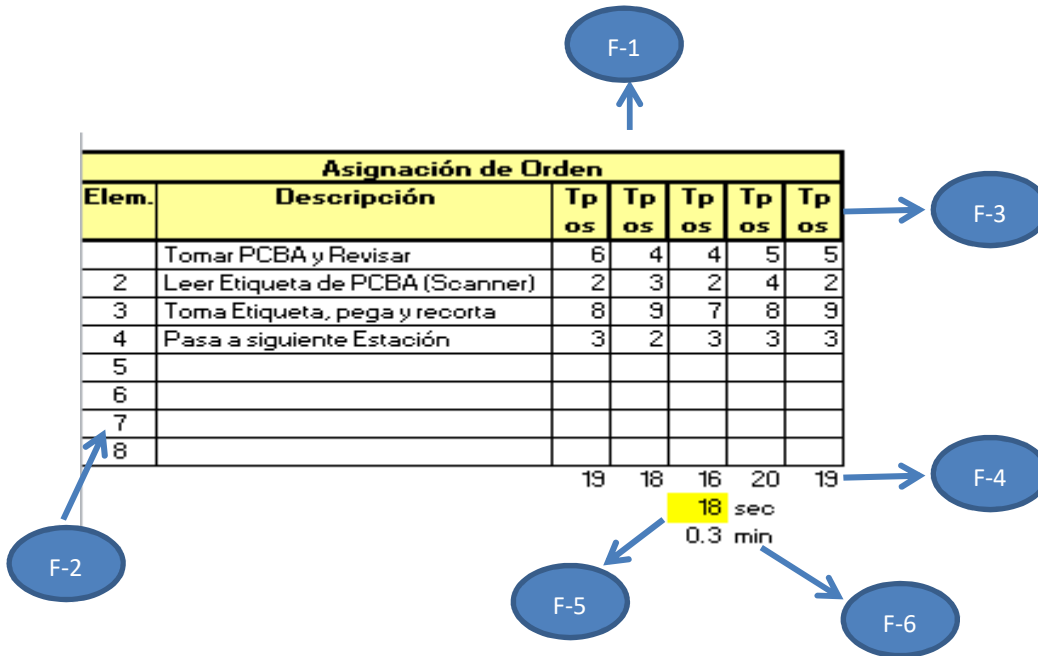 F-1
Asignación de Orden
Elem. Descripción Tp os Tp os Tp os Tp os Tp os
F-3
Tomar PCBA y Revisar 6 4 4 5 5
2 Leer Etiqueta de PCBA (Scanner) 2 3 2 4 2
3 Toma Etiqueta, pega y recorta 8 9 7 8 9
4 Pasa a siguiente Estación 3 2 3 3 3
5
6
7
8
19 18 16 20 19
F-4
18 sec
0.3 min
F-2
F-5
F-6